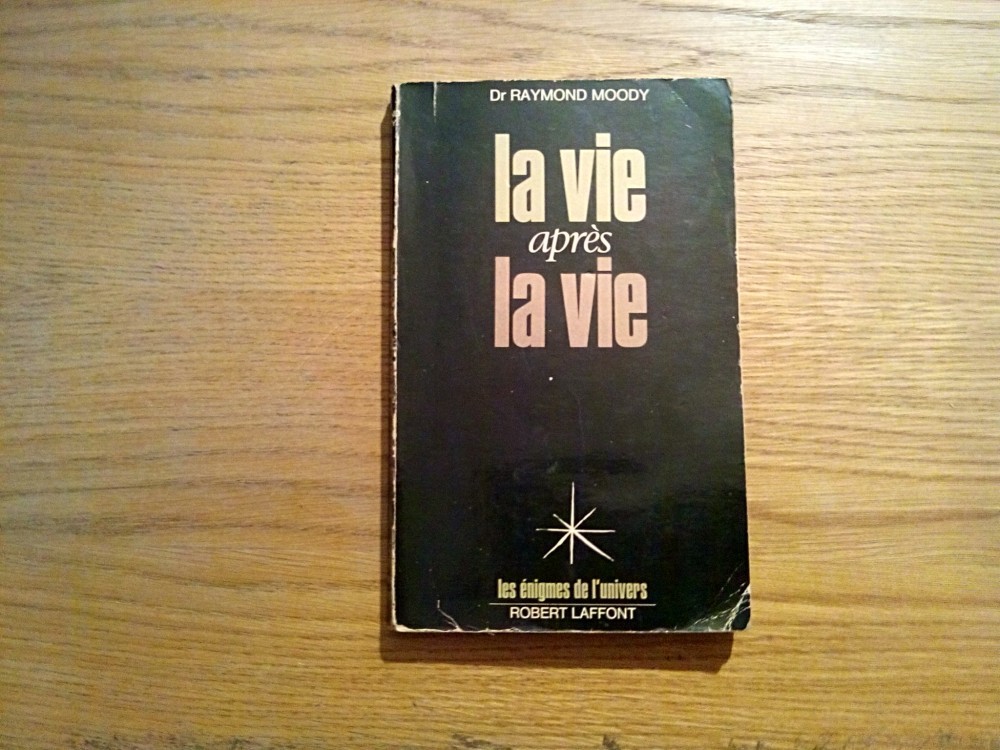 Dr RAYMOND MOODY
la vie
après
la vie
les énigmes de l'univers
ROBERT LAFFONT